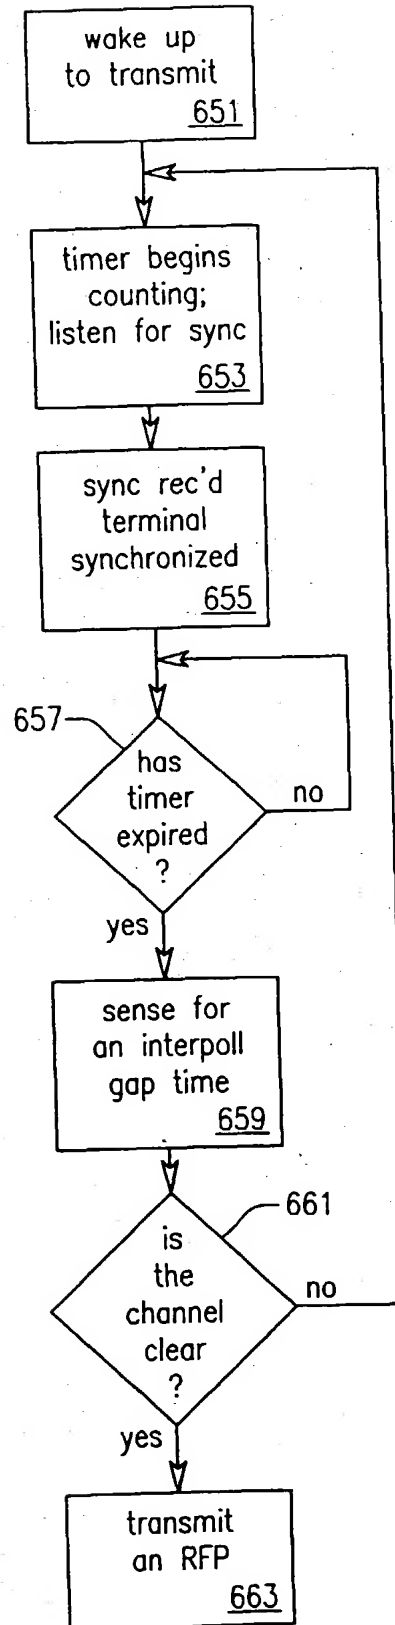 wake up
to transmit
651
timer begins
counting;
listen for sync
653
sync rec'd
terminal
synchronized
655
657
has
timer
expired
?
no
yes
sense for
an interpoll
gap time
659
661
is
the
channel
clear
?
no
yes
transmit
an RFP
663